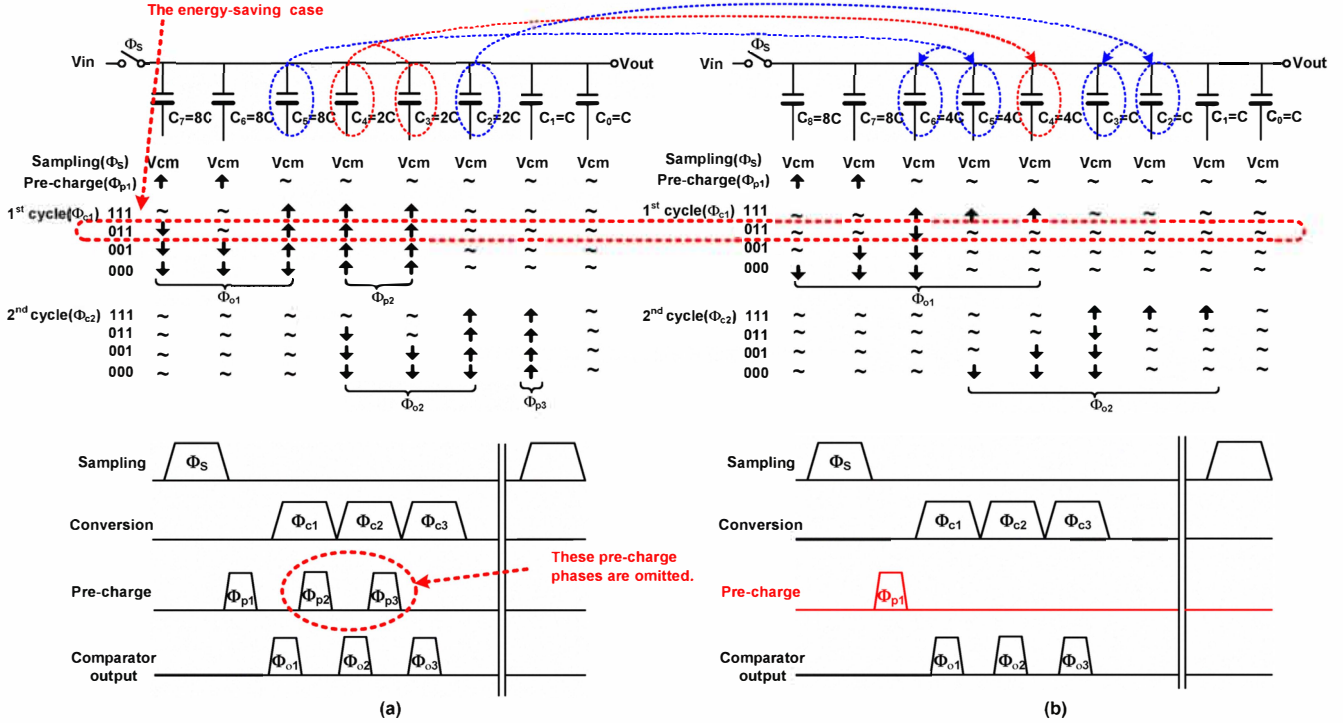 The energy-saving case
Vin ΦS Vout
C7=8C C6=8C C5=8C C4=2C C3=2C C2=2C C1=C C0=C
Sampling(ΦS) Vcm Vcm Vcm Vcm Vcm Vcm Vcm Vcm
Pre-charge(Φp1) ↑ ↑ ~ ~ ~ ~ ~ ~
1st cycle(Φc1) 111 ~ ~ ↑ ↑ ↑ ~ ~ ~
011 ↓ ~ ↑ ↑ ↑ ~ ~ ~
001 ↓ ↓ ↑ ↑ ↑ ~ ~ ~
000 ↓ ↓ ↓ ↑ ↑ ~ ~ ~
Φo1 Φp2
2nd cycle(Φc2) 111 ~ ~ ~ ~ ~ ↑ ↑ ~
011 ~ ~ ~ ↓ ~ ↑ ↑ ~
001 ~ ~ ~ ↓ ↓ ↑ ↑ ~
000 ~ ~ ~ ↓ ↓ ↓ ↑ ~
Φo2 Φp3
Vin ΦS Vout
C8=8C C7=8C C6=4C C5=4C C4=4C C3=C C2=C C1=C C0=C
Sampling(ΦS) Vcm Vcm Vcm Vcm Vcm Vcm Vcm Vcm Vcm
Pre-charge(Φp1) ↑ ↑ ~ ~ ~ ~ ~ ~ ~
1st cycle(Φc1) 111 ~ ~ ↑ ↑ ↑ ~ ~ ~ ~
011 ~ ~ ↓ ~ ~ ~ ~ ~ ~
001 ~ ↓ ↓ ~ ~ ~ ~ ~ ~
000 ↓ ↓ ↓ ~ ~ ~ ~ ~ ~
Φo1
2nd cycle(Φc2) 111 ~ ~ ~ ~ ~ ↑ ↑ ↑ ~
011 ~ ~ ~ ~ ~ ↓ ~ ~ ~
001 ~ ~ ~ ~ ↓ ↓ ~ ~ ~
000 ~ ~ ~ ↓ ↓ ↓ ~ ~ ~
Φo2
Sampling ΦS
Conversion Φc1 Φc2 Φc3
These pre-charge
phases are omitted.
Pre-charge Φp1 Φp2 Φp3
Comparator
output Φo1 Φo2 Φo3
(a)
Sampling ΦS
Conversion Φc1 Φc2 Φc3
Pre-charge Φp1
Comparator
output Φo1 Φo2 Φo3
(b)